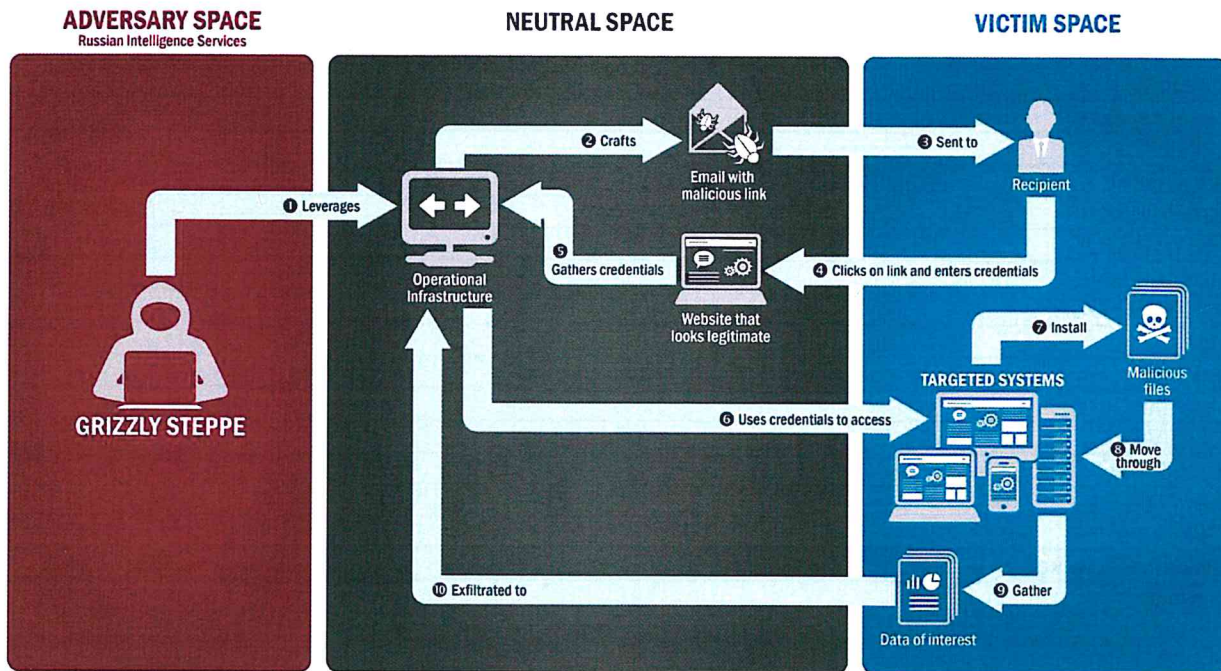 ADVERSARY SPACE
Russian Intelligence Services
NEUTRAL SPACE
VICTIM SPACE
❶ Leverages
❷ Crafts
Email with
malicious link
❸ Sent to
Recipient
❹ Clicks on link and enters credentials
Website that
looks legitimate
❺
Gathers credentials
Operational
Infrastructure
GRIZZLY STEPPE
❻ Uses credentials to access
TARGETED SYSTEMS
❼ Install
Malicious
files
❽ Move
through
❾ Gather
Data of interest
❿ Exfiltrated to